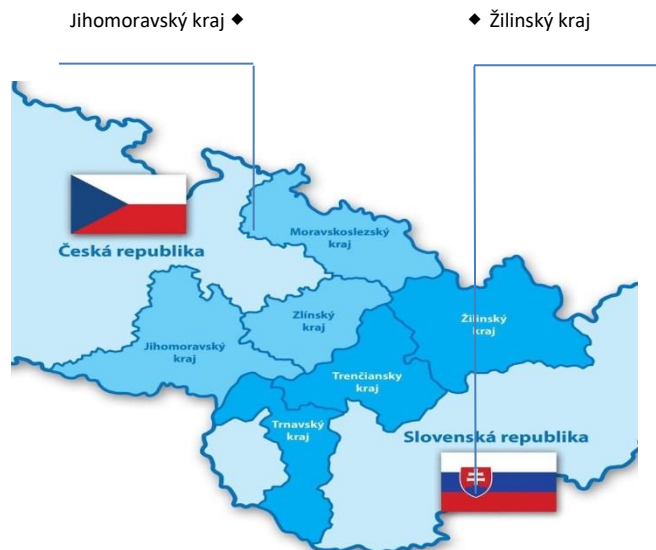 Jihomoravský kraj ◆
◆ Žilinský kraj
Moravskoslezský
kraj
Česká republika
Zlínský
kraj
Žilinský
kraj
Jihomoravský
kraj
Trenčiansky
kraj
Trnavský
kraj
Slovenská republika